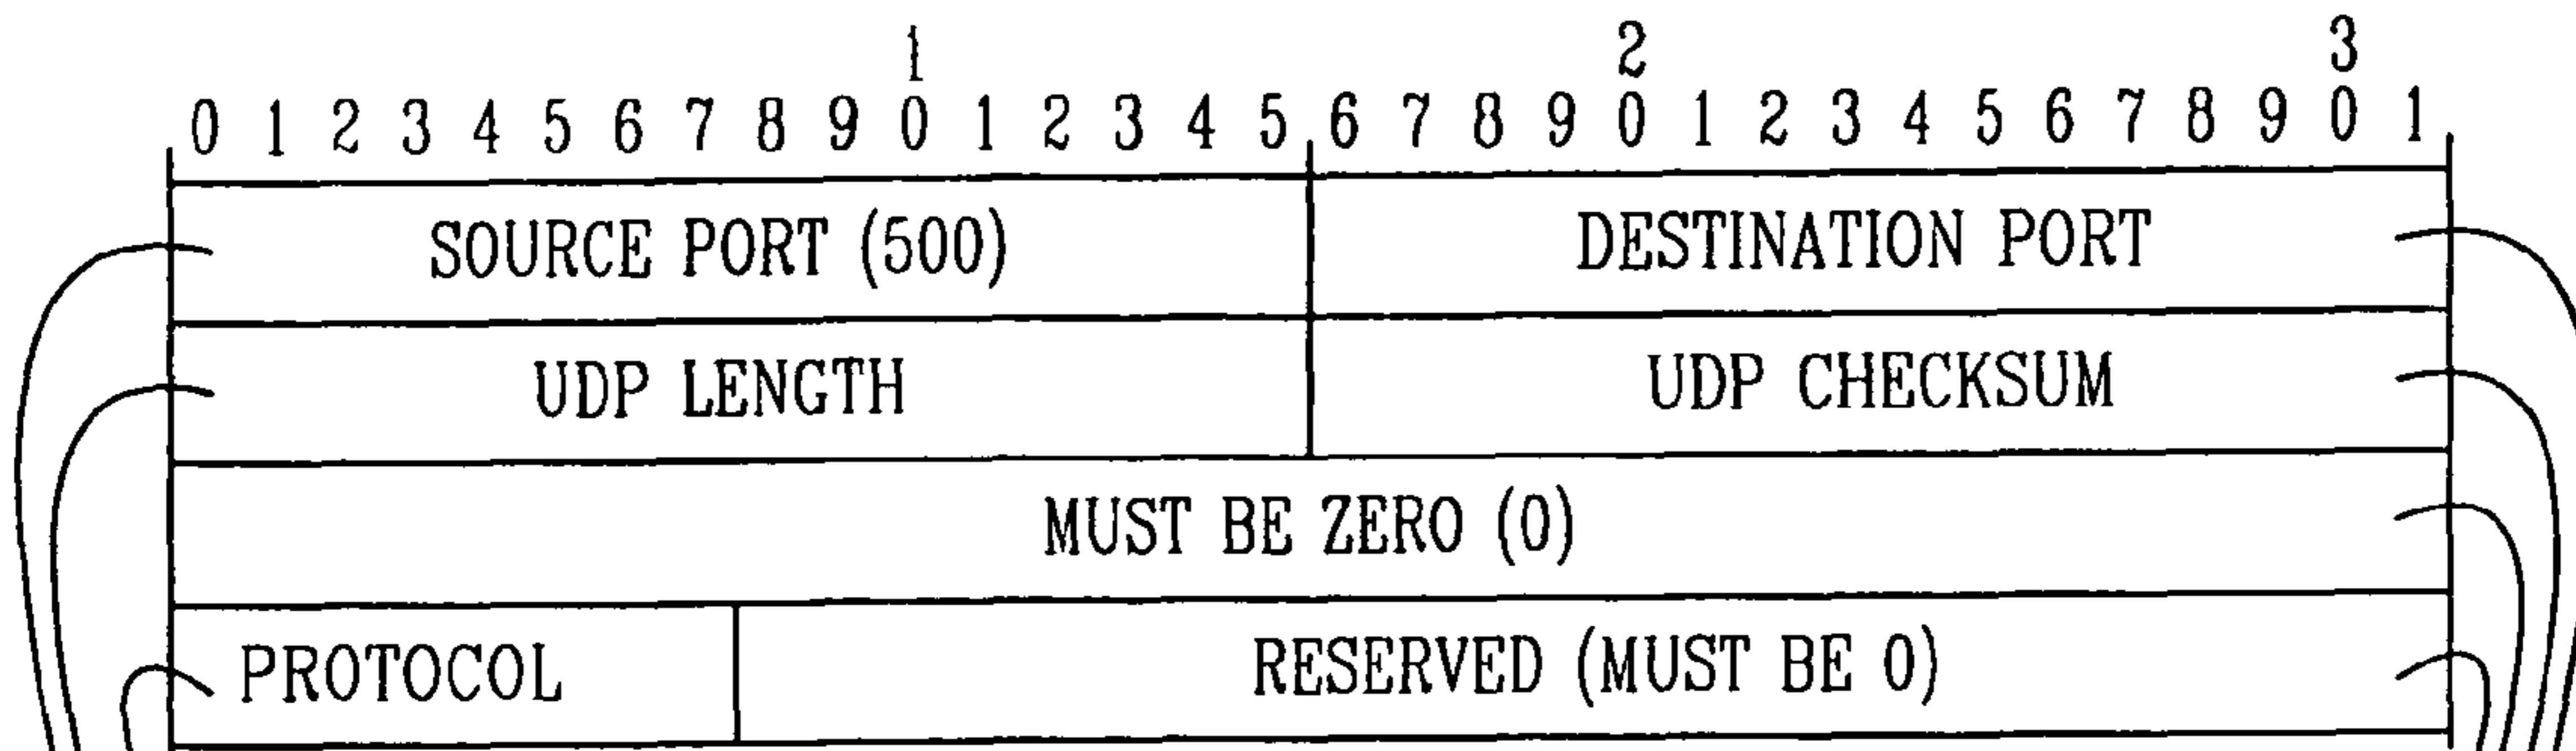 1 2 3
0 1 2 3 4 5 6 7 8 9 0 1 2 3 4 5 6 7 8 9 0 1 2 3 4 5 6 7 8 9 0 1
SOURCE PORT (500) DESTINATION PORT
UDP LENGTH UDP CHECKSUM
MUST BE ZERO (0)
PROTOCOL RESERVED (MUST BE 0)